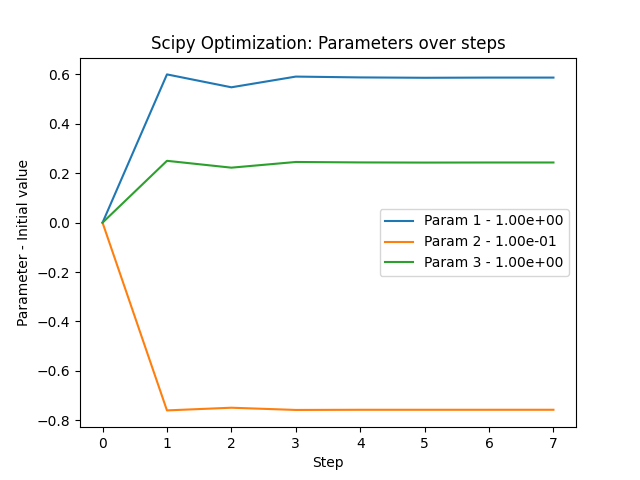 Scipy Optimization: Parameters over steps
Parameter - Initial value
0.6
0.4
0.2
0.0
−0.2
−0.4
−0.6
−0.8
Param 1 - 1.00e+00
Param 2 - 1.00e-01
Param 3 - 1.00e+00
0 1 2 3 4 5 6 7
Step